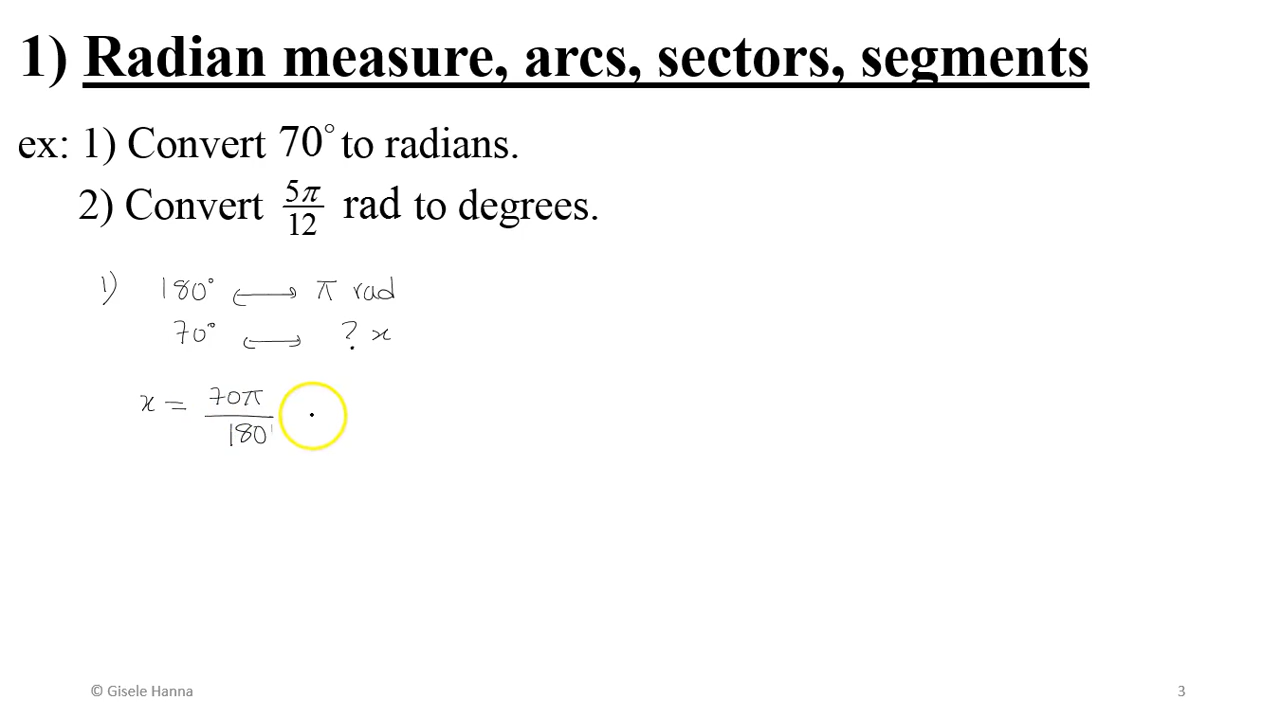 1) Radian measure, arcs, sectors, segments
ex: 1) Convert 70° to radians.
2) Convert 5π/12 rad to degrees.
1) 180° ⟷ π rad
70° ⟷ ? x
x = 70π/180
© Gisele Hanna
3